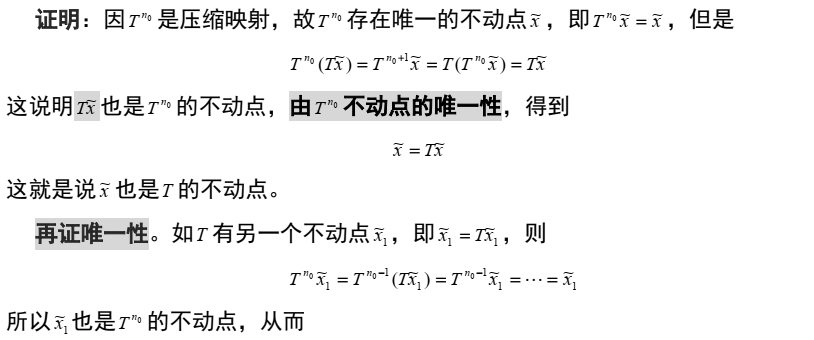 证明：因 $T^{n_0}$ 是压缩映射，故 $T^{n_0}$ 存在唯一的不动点 $\tilde{x}$，即 $T^{n_0}\tilde{x}=\tilde{x}$，但是
$T^{n_0}(T\tilde{x})=T^{n_0+1}\tilde{x}=T(T^{n_0}\tilde{x})=T\tilde{x}$
这说明 $T\tilde{x}$ 也是 $T^{n_0}$ 的不动点，由 $T^{n_0}$ 不动点的唯一性，得到
$\tilde{x}=T\tilde{x}$
这就是说 $\tilde{x}$ 也是 $T$ 的不动点。
再证唯一性。如 $T$ 有另一个不动点 $\tilde{x}_1$，即 $\tilde{x}_1=T\tilde{x}_1$，则
$T^{n_0}\tilde{x}_1=T^{n_0-1}(T\tilde{x}_1)=T^{n_0-1}\tilde{x}_1=\cdots=\tilde{x}_1$
所以 $\tilde{x}_1$ 也是 $T^{n_0}$ 的不动点，从而